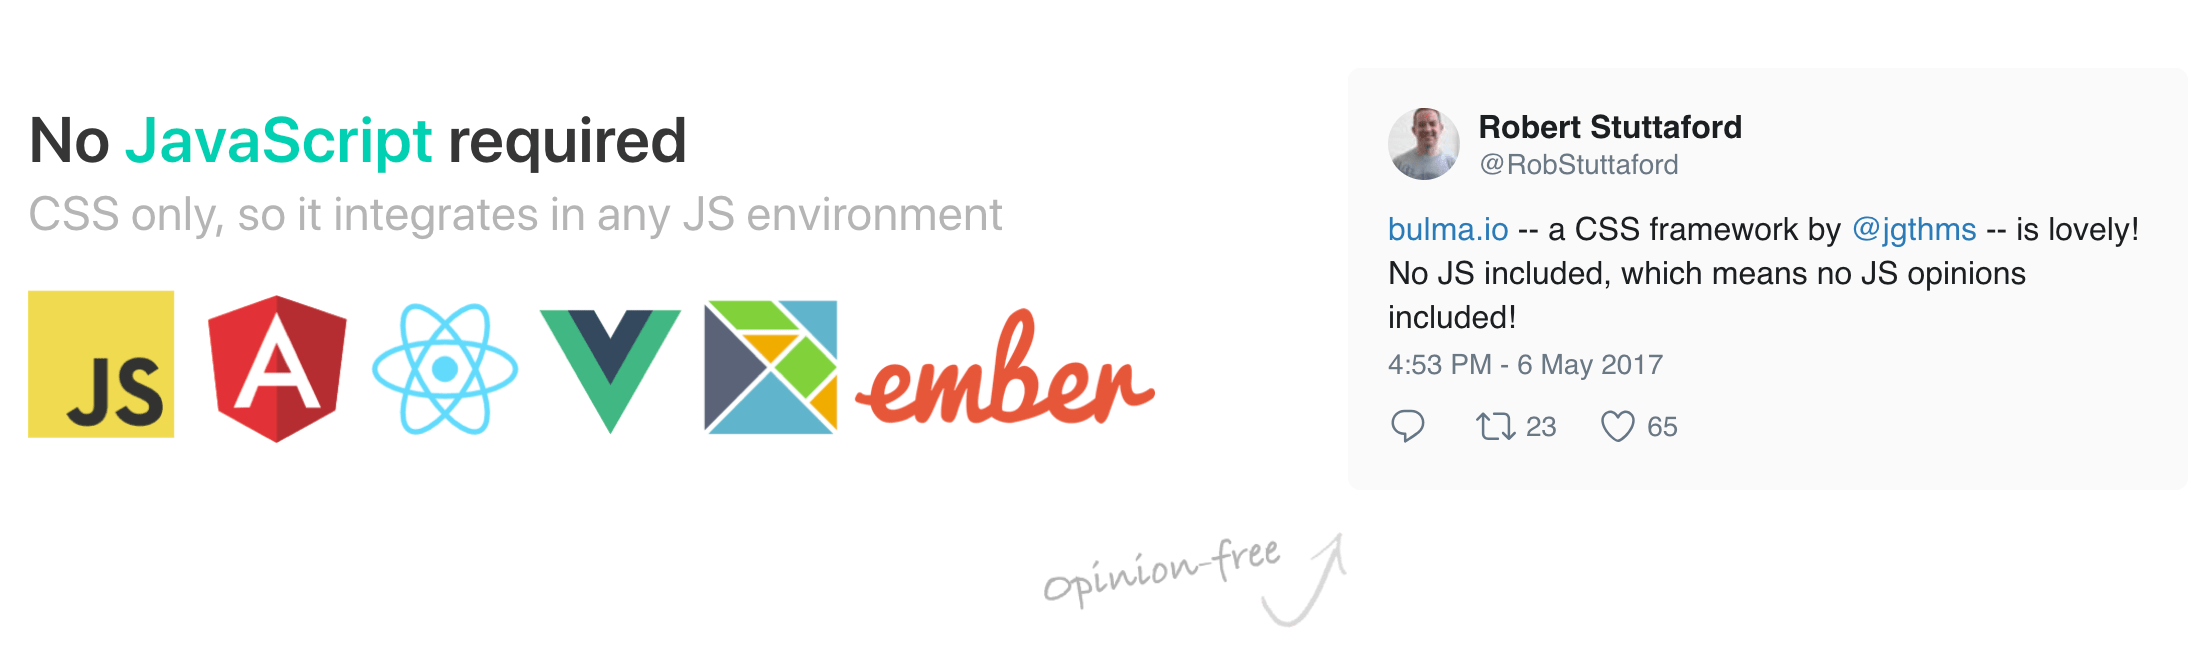 No JavaScript required
CSS only, so it integrates in any JS environment
JS
A
ember
opinion-free
Robert Stuttaford
@RobStuttaford
bulma.io -- a CSS framework by @jgthms -- is lovely!
No JS included, which means no JS opinions
included!
4:53 PM - 6 May 2017
23 65